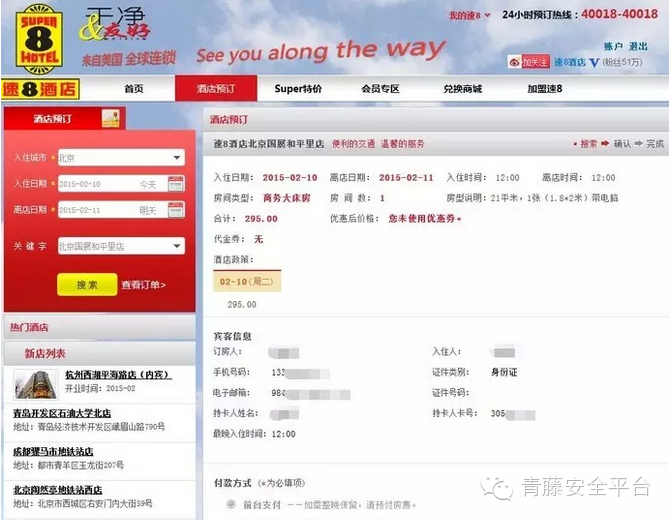 SUPER 8 HOTEL
干净&友好
来自美国 全球连锁
See you along the way
我的速8 24小时预订热线：40018-40018
账户 退出
加关注 速8酒店 V (粉丝51万)
速8酒店
首页 酒店预订 Super特价 会员专区 兑换商城 加盟速8
酒店预订
入住城市 * 北京
入住日期 * 2015-02-10 今天
离店日期 * 2015-02-11 明天
关 键 字 北京国展和平里店
搜 索 查看订单>
热门酒店
新店列表
杭州西湖平海路店（内宾）
开业时间：2015-02
青岛开发区石油大学北店
地址：青岛经济技术开发区峨眉山路790号
成都骡马市地铁站店
地址：都市青羊区玉龙街207号
北京陶然亭地铁站酒店
地址：北京市西城区右安门内大街59号
酒店预订
速8酒店北京国展和平里店 便利的交通 温馨的服务
搜索 确认 完成
入住日期：2015-02-10 离店日期：2015-02-11 入住时间：12:00 离店时间：12:00
房间类型：商务大床房 房 间 数：1 房型说明：21平米，1张（1.8*2米）带电脑
合计：295.00 优惠后价格：您未使用优惠券。
代金券：无
酒店政策：
02-10(周二)
295.00
宾客信息
订房人： 入住人：
手机号码：133 证件类别：身份证
电子邮箱：984 证件号码：
持卡人姓名： 持卡人卡号：305
最晚入住时间：12:00
付款方式（*为必填项）
前台支付 --如需整换保留，请预付房费。
青藤安全平台